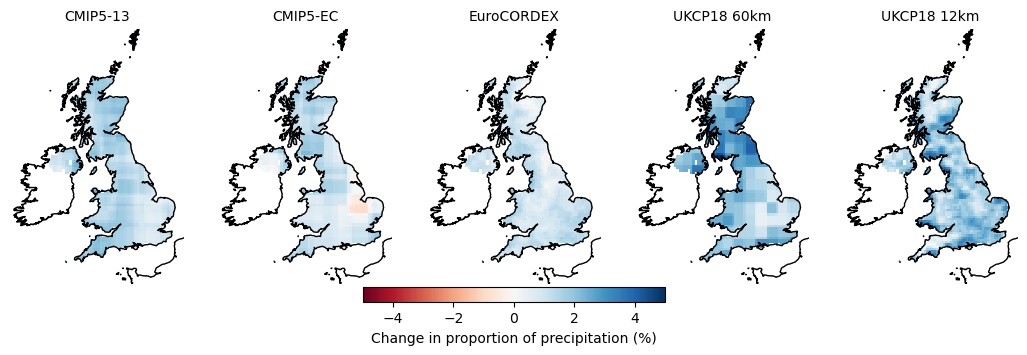 CMIP5-13 CMIP5-EC EuroCORDEX UKCP18 60km UKCP18 12km
−4 −2 0 2 4
Change in proportion of precipitation (%)